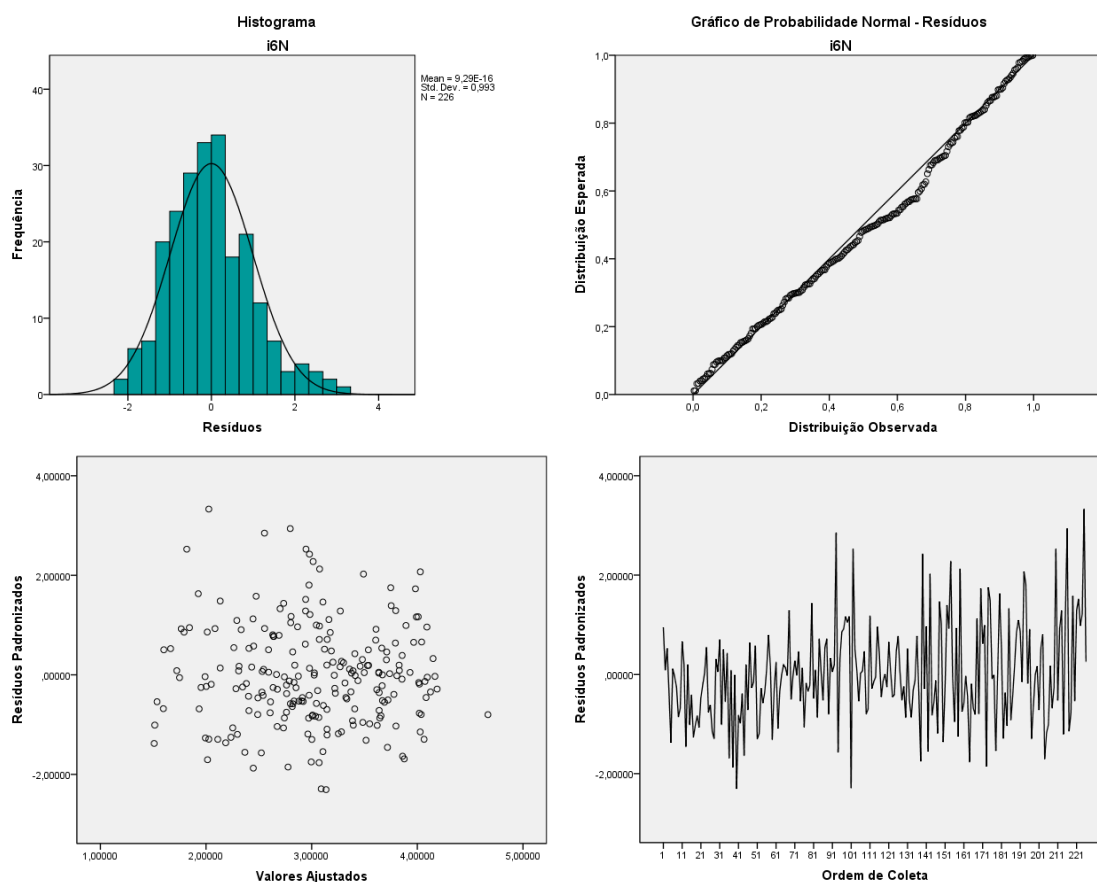 Histograma
i6N
Mean = 9,29E-16
Std. Dev. = 0,993
N = 226
Frequência
40
30
20
10
0
-2
0
2
4
Resíduos
Gráfico de Probabilidade Normal - Resíduos
i6N
Distribuição Esperada
1,0
0,8
0,6
0,4
0,2
0,0
0,0
0,2
0,4
0,6
0,8
1,0
Distribuição Observada
Resíduos Padronizados
4,00000
2,00000
,00000
-2,00000
1,00000
2,00000
3,00000
4,00000
5,00000
Valores Ajustados
Resíduos Padronizados
4,00000
2,00000
,00000
-2,00000
1 11 21 31 41 51 61 71 81 91 101 111 121 131 141 151 161 171 181 191 201 211 221
Ordem de Coleta